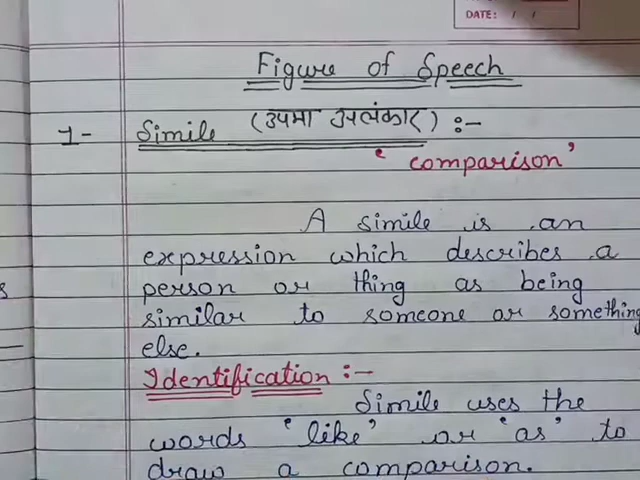 DATE: / /
Figure of Speech
1- Simile (उपमा अलंकार) :-
'comparison'
A simile is an
expression which describes a
person or thing as being
similar to someone or something
else.
Identification :-
Simile uses the
words 'like' or 'as' to
draw a comparison.